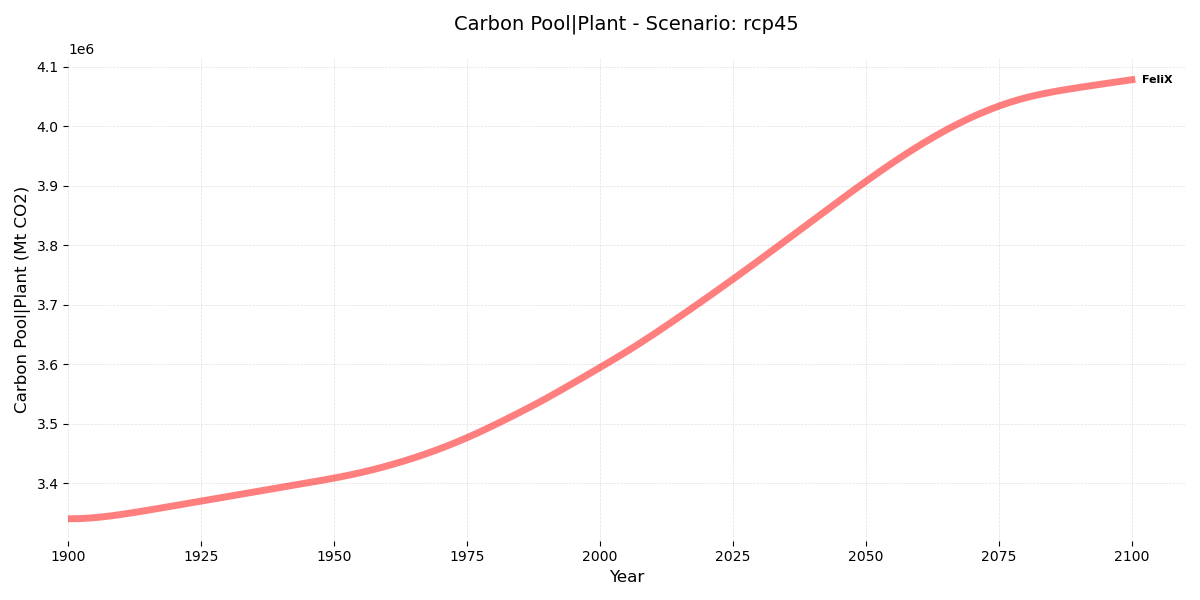 Carbon Pool|Plant - Scenario: rcp45
1e6
4.1
4.0
3.9
3.8
3.7
3.6
3.5
3.4
Carbon Pool|Plant (Mt CO2)
FeliX
1900 1925 1950 1975 2000 2025 2050 2075 2100
Year